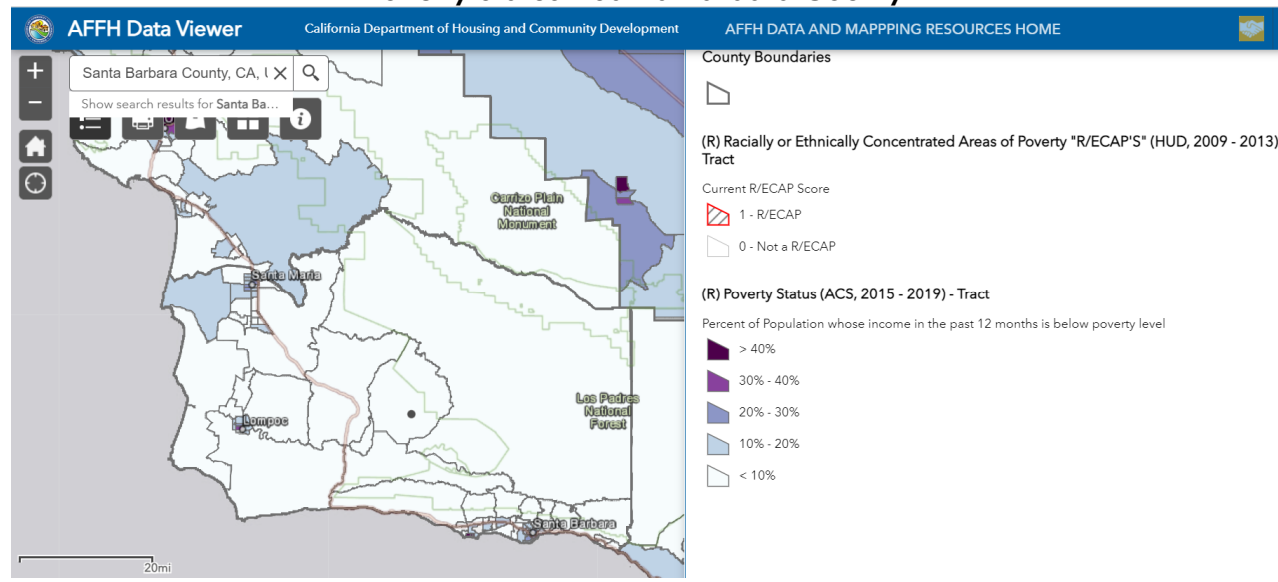 AFFH Data Viewer
California Department of Housing and Community Development
AFFH DATA AND MAPPPING RESOURCES HOME
Santa Barbara County, CA, U
Show search results for Santa Ba...
Carrizo Plain
National
Monument
Santa Maria
Los Padres
National
Forest
Lompoc
Santa Barbara
20mi
County Boundaries
(R) Racially or Ethnically Concentrated Areas of Poverty "R/ECAP'S" (HUD, 2009 - 2013)
Tract
Current R/ECAP Score
1 - R/ECAP
0 - Not a R/ECAP
(R) Poverty Status (ACS, 2015 - 2019) - Tract
Percent of Population whose income in the past 12 months is below poverty level
> 40%
30% - 40%
20% - 30%
10% - 20%
< 10%